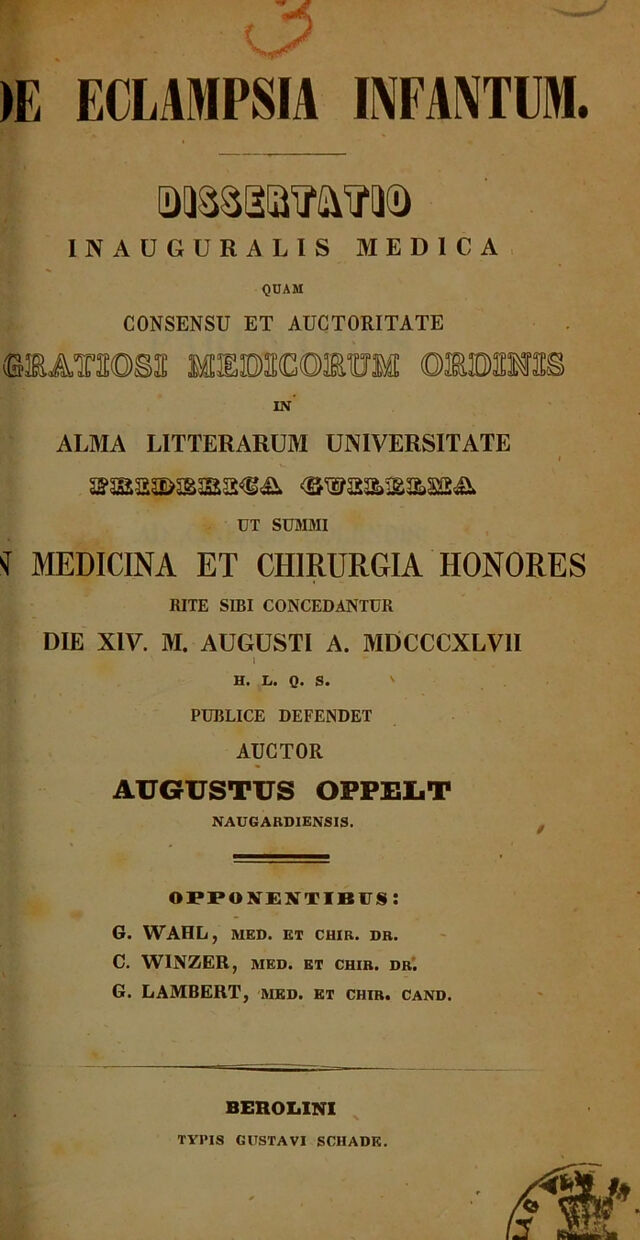 3
DE ECLAMPSIA INFANTUM.
DISSERTATIO
INAUGURALIS MEDICA
QUAM
CONSENSU ET AUCTORITATE
GRATIOSI MEDICORUM ORDINIS
IN
ALMA LITTERARUM UNIVERSITATE
FRIDERICA GUILELMA
UT SUMMI
IN MEDICINA ET CHIRURGIA HONORES
RITE SIBI CONCEDANTUR
DIE XIV. M. AUGUSTI A. MDCCCXLVII
H. L. Q. S.
PUBLICE DEFENDET
AUCTOR
AUGUSTUS OPPELT
NAUGARDIENSIS.
OPPONENTIBUS:
G. WAHL, MED. ET CHIR. DR.
C. WINZER, MED. ET CHIR. DR.
G. LAMBERT, MED. ET CHIR. CAND.
BEROLINI
TYPIS GUSTAVI SCHADE.